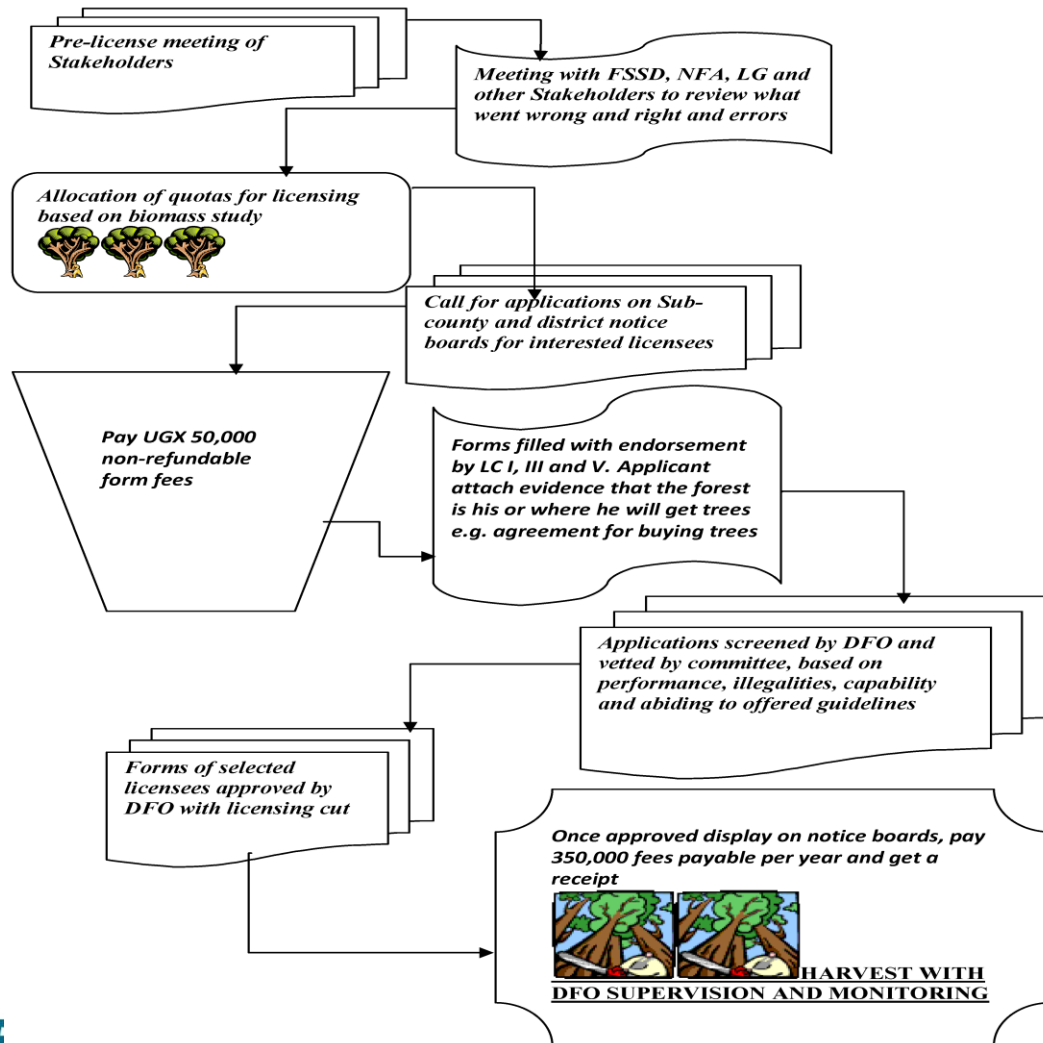 Pre-license meeting of
Stakeholders
Meeting with FSSD, NFA, LG and
other Stakeholders to review what
went wrong and right and errors
Allocation of quotas for licensing
based on biomass study
Call for applications on Sub-
county and district notice
boards for interested licensees
Pay UGX 50,000
non-refundable
form fees
Forms filled with endorsement
by LC I, III and V. Applicant
attach evidence that the forest
is his or where he will get trees
e.g. agreement for buying trees
Applications screened by DFO and
vetted by committee, based on
performance, illegalities, capability
and abiding to offered guidelines
Forms of selected
licensees approved by
DFO with licensing cut
Once approved display on notice boards, pay
350,000 fees payable per year and get a
receipt
HARVEST WITH
DFO SUPERVISION AND MONITORING